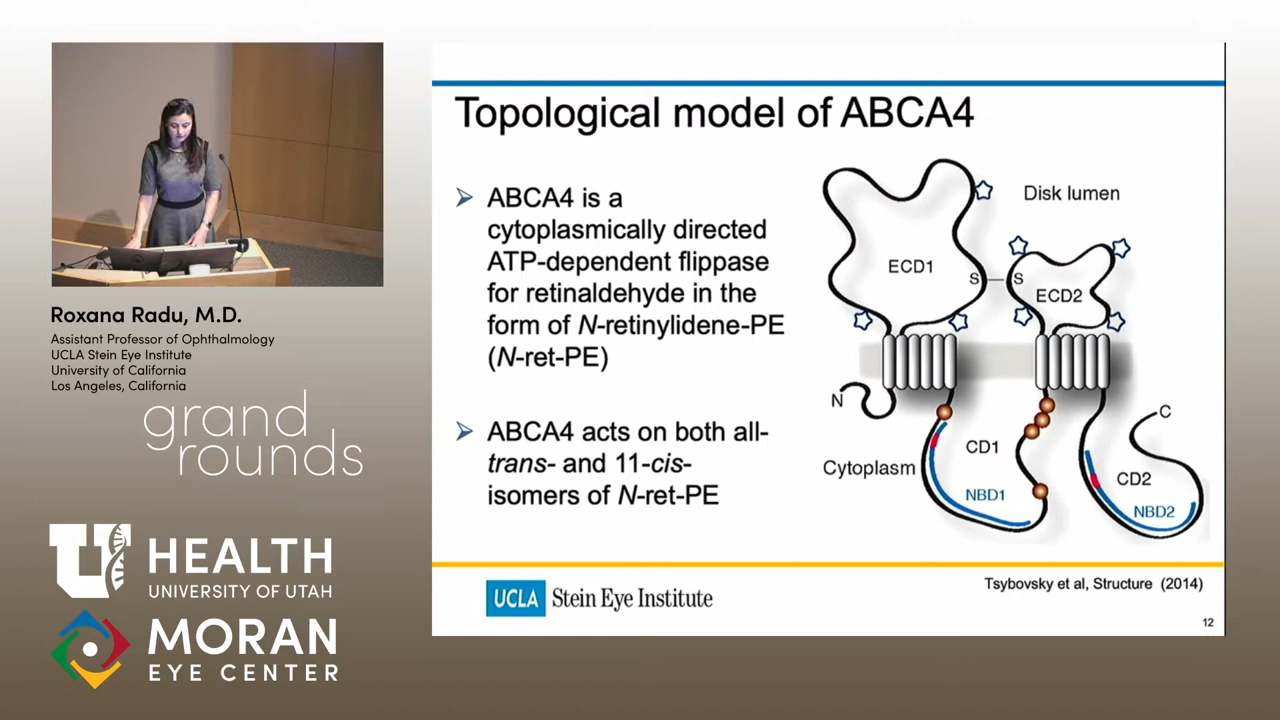 Roxana Radu, M.D.
Assistant Professor of Ophthalmology
UCLA Stein Eye Institute
University of California
Los Angeles, California
grand
rounds
U HEALTH
UNIVERSITY OF UTAH
MORAN
EYE CENTER
Topological model of ABCA4
ABCA4 is a
cytoplasmically directed
ATP-dependent flippase
for retinaldehyde in the
form of N-retinylidene-PE
(N-ret-PE)
ABCA4 acts on both all-
trans- and 11-cis-
isomers of N-ret-PE
Disk lumen
ECD1
S
S
ECD2
N
C
Cytoplasm
CD1
NBD1
CD2
NBD2
UCLA Stein Eye Institute
Tsybovsky et al, Structure (2014)
12